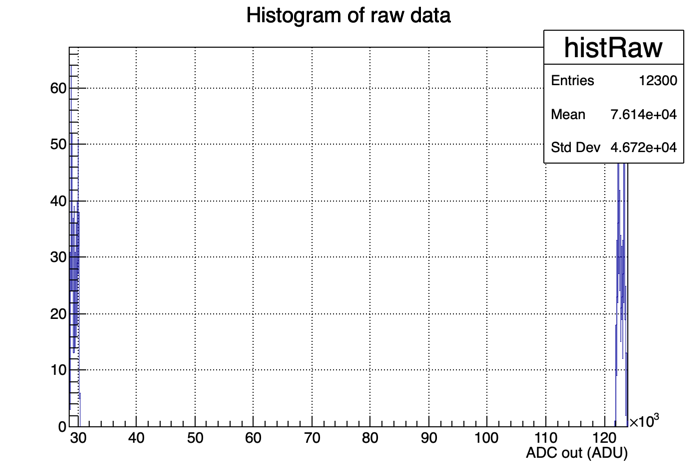 Histogram of raw data
histRaw
Entries 12300
Mean 7.614e+04
Std Dev 4.672e+04
60
50
40
30
20
10
0
30 40 50 60 70 80 90 100 110 120
×10³
ADC out (ADU)